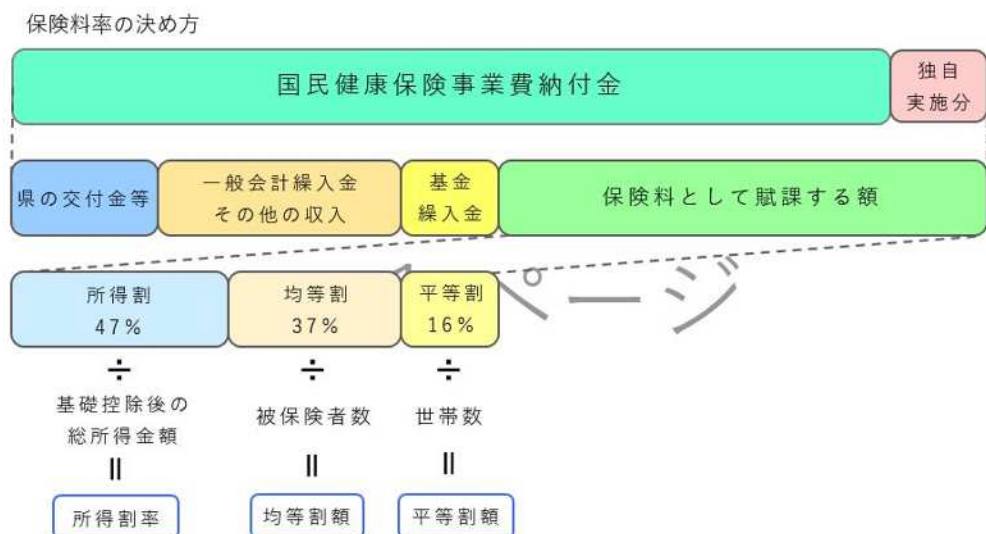 保険料率の決め方
国民健康保険事業費納付金
独自
実施分
県の交付金等
一般会計繰入金
その他の収入
基金
繰入金
保険料として賦課する額
ページ
所得割
47%
均等割
37%
平等割
16%
÷
÷
÷
基礎控除後の
総所得金額
被保険者数
世帯数
=
=
=
所得割率
均等割額
平等割額